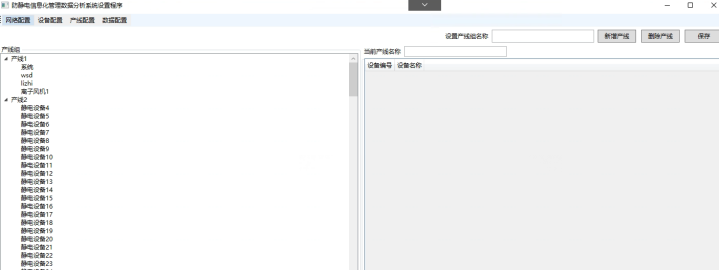 防静电信息化管理数据分析系统设置程序
网络配置 设备配置 产线配置 数据配置
设置产线组名称 新增产线 删除产线 保存
产线组
当前产线名称
产线1
设备编号 设备名称
系统
wsd
lizhi
离子风机1
产线2
静电设备4
静电设备5
静电设备6
静电设备7
静电设备8
静电设备9
静电设备10
静电设备11
静电设备12
静电设备13
静电设备14
静电设备15
静电设备16
静电设备17
静电设备18
静电设备19
静电设备20
静电设备21
静电设备22
静电设备23